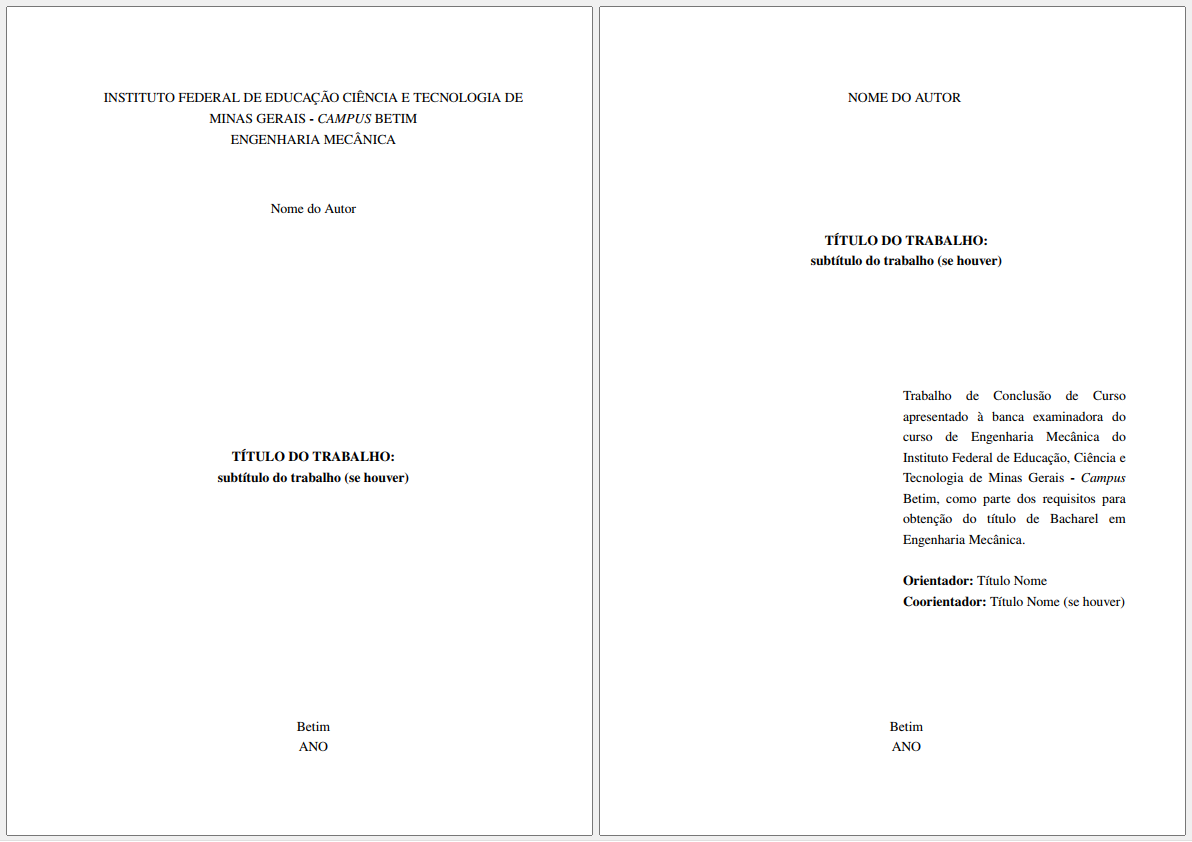 INSTITUTO FEDERAL DE EDUCAÇÃO CIÊNCIA E TECNOLOGIA DE
MINAS GERAIS - CAMPUS BETIM
ENGENHARIA MECÂNICA
Nome do Autor
TÍTULO DO TRABALHO:
subtítulo do trabalho (se houver)
Betim
ANO
NOME DO AUTOR
TÍTULO DO TRABALHO:
subtítulo do trabalho (se houver)
Trabalho de Conclusão de Curso
apresentado à banca examinadora do
curso de Engenharia Mecânica do
Instituto Federal de Educação, Ciência e
Tecnologia de Minas Gerais - Campus
Betim, como parte dos requisitos para
obtenção do título de Bacharel em
Engenharia Mecânica.
Orientador: Título Nome
Coorientador: Título Nome (se houver)
Betim
ANO